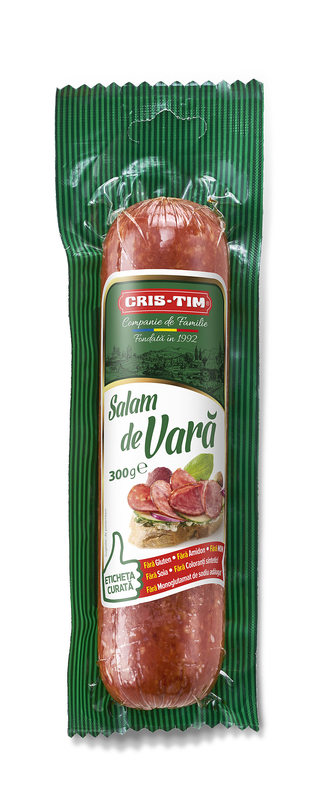 CRIS-TIM®
Companie de Familie
Fondată în 1992
Salam
de Vară
300g e
Fără Gluten • Fără Amidon • Fără MDM
Fără Soia • Fără Coloranți sintetici
Fără Monoglutamat de sodiu adăugat
ETICHETA
CURATĂ